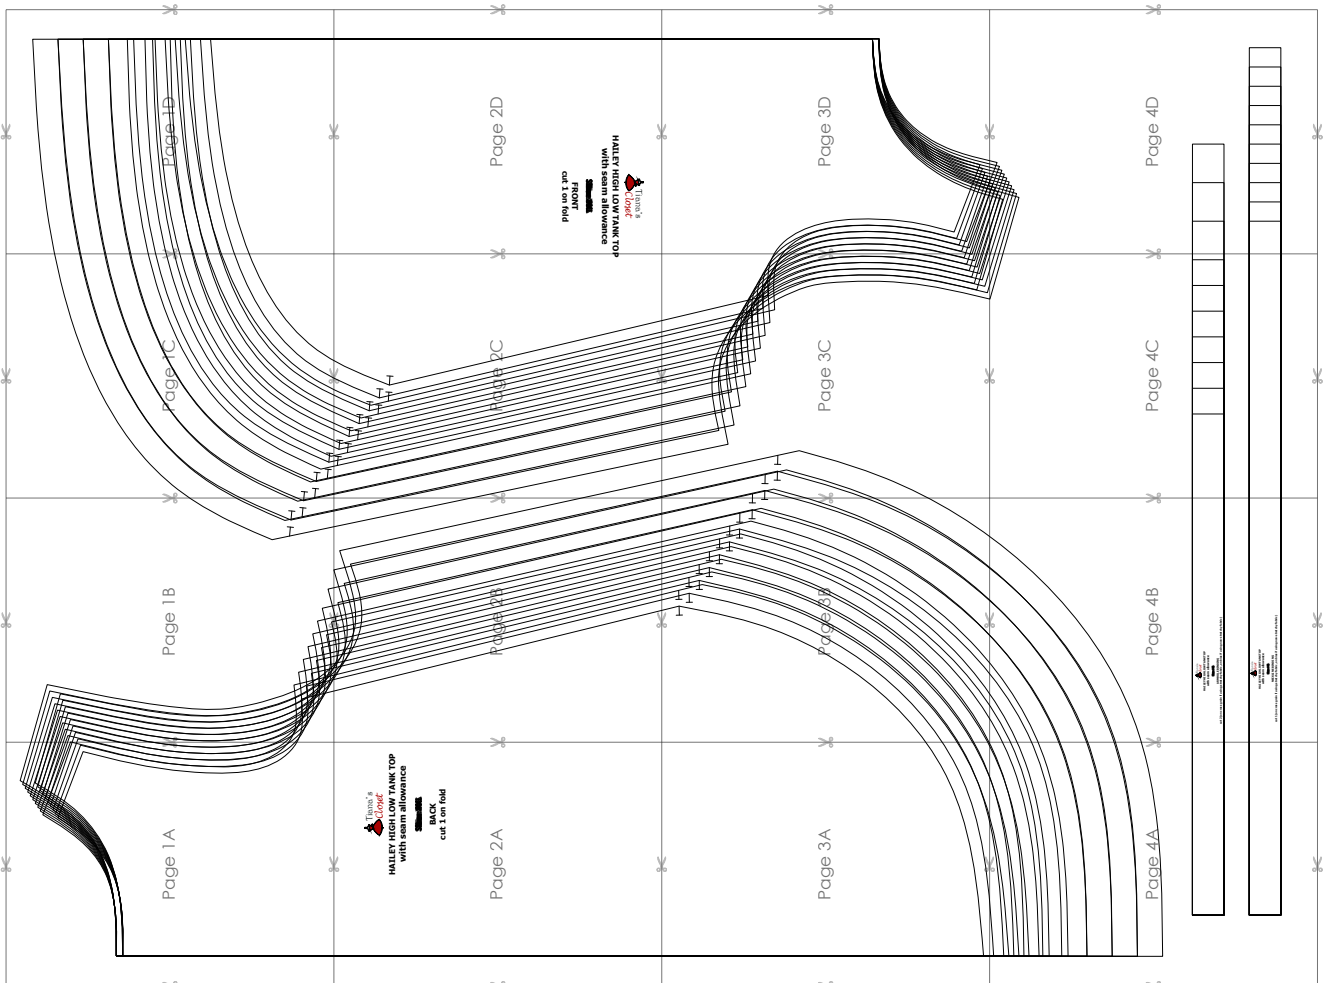 Page 1D
Page 2D
Page 3D
Page 4D
Tiana's
Closet
HAILEY HIGH LOW TANK TOP
with seam allowance
FRONT
cut 1 on fold
Page 1C
Page 2C
Page 3C
Page 4C
Page 1B
Page 2B
Page 3B
Page 4B
Tiana's
Closet
HAILEY HIGH LOW TANK TOP
with seam allowance
BACK
cut 1 on fold
Page 1A
Page 2A
Page 3A
Page 4A